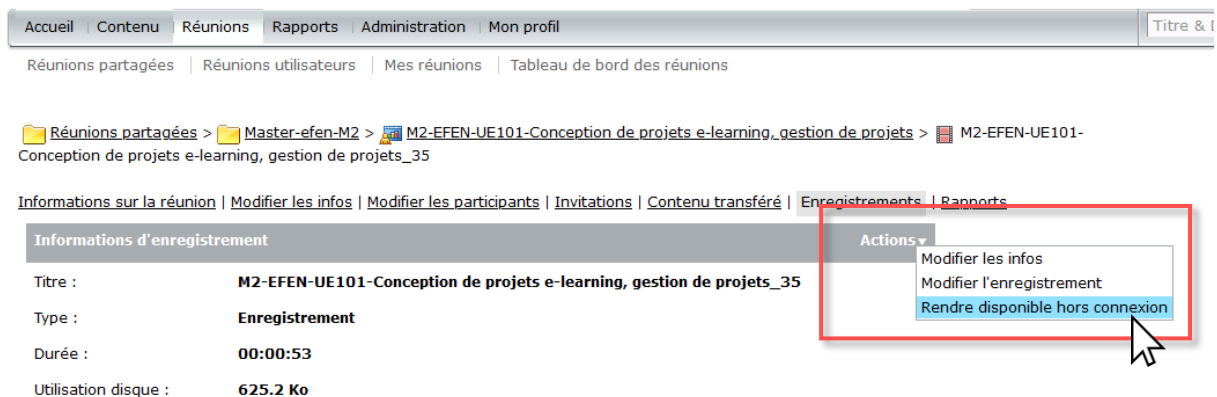 Accueil | Contenu | Réunions | Rapports | Administration | Mon profil Titre &
Réunions partagées | Réunions utilisateurs | Mes réunions | Tableau de bord des réunions
Réunions partagées > Master-efen-M2 > M2-EFEN-UE101-Conception de projets e-learning, gestion de projets > M2-EFEN-UE101-
Conception de projets e-learning, gestion de projets_35
Informations sur la réunion | Modifier les infos | Modifier les participants | Invitations | Contenu transféré | Enregistrements | Rapports
Informations d'enregistrement Actions
Modifier les infos
Titre : M2-EFEN-UE101-Conception de projets e-learning, gestion de projets_35 Modifier l'enregistrement
Rendre disponible hors connexion
Type : Enregistrement
Durée : 00:00:53
Utilisation disque : 625.2 Ko